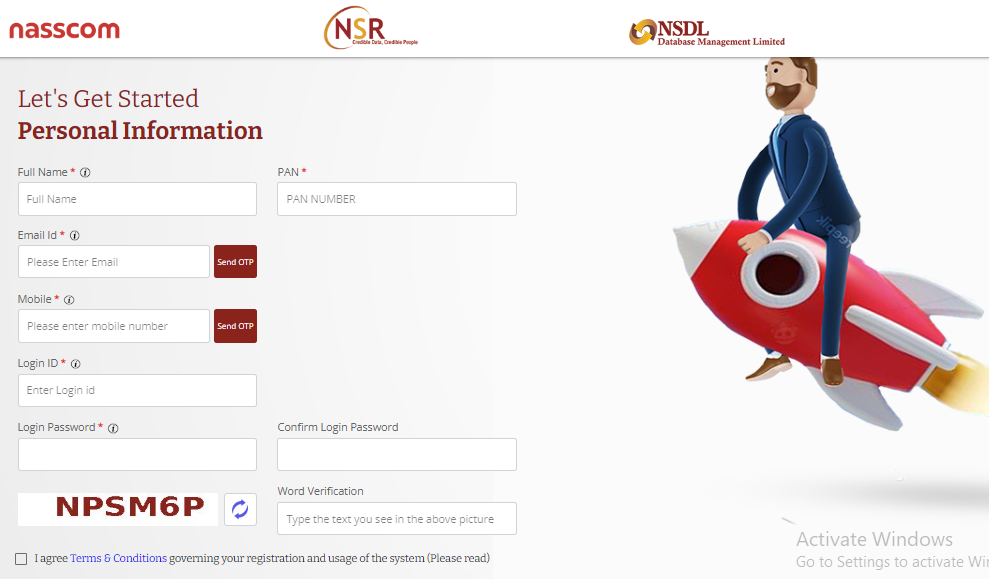 nasscom
NSR
Credible Data, Credible People
NSDL
Database Management Limited
Let's Get Started
Personal Information
Full Name * i
PAN *
Full Name
PAN NUMBER
Email Id * i
Please Enter Email
Send OTP
Mobile * i
Please enter mobile number
Send OTP
Login ID * i
Enter Login id
Login Password * i
Confirm Login Password
NPSM6P
Word Verification
Type the text you see in the above picture
I agree Terms & Conditions governing your registration and usage of the system (Please read)
Activate Windows
Go to Settings to activate Win